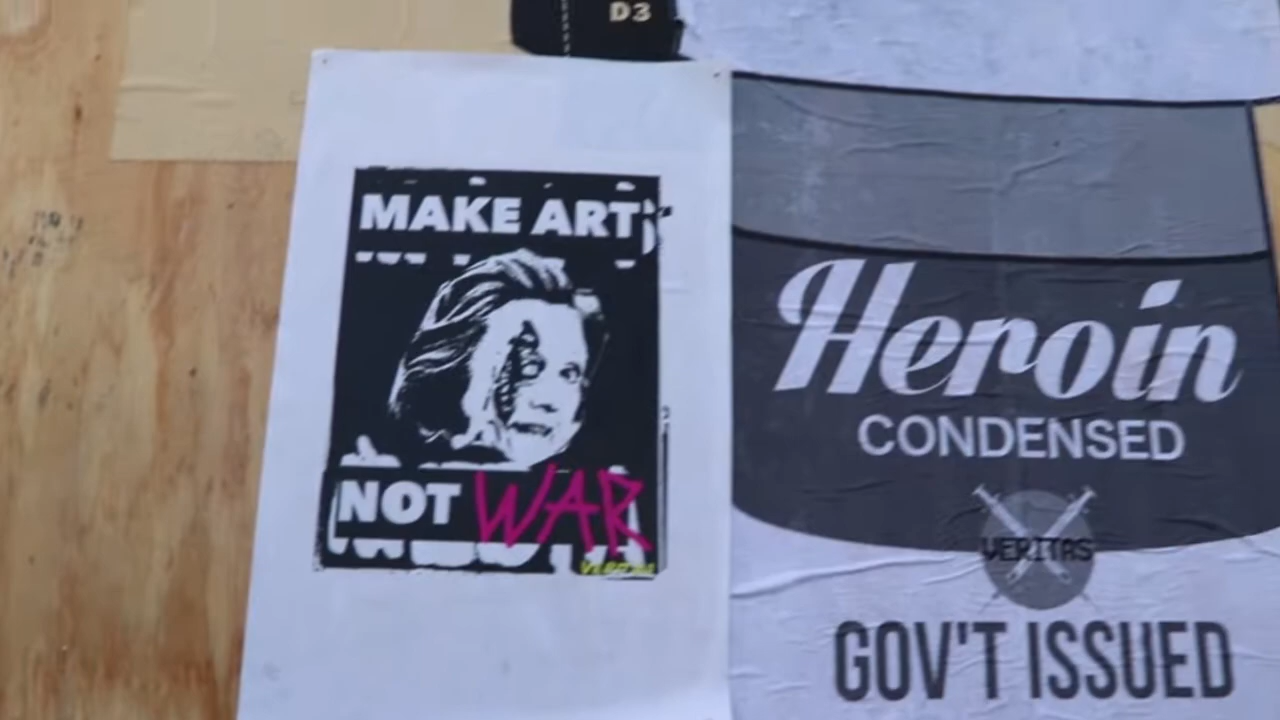 D3
MAKE ART
NOT WAR
Heroin
CONDENSED
VERITAS
GOV'T ISSUED